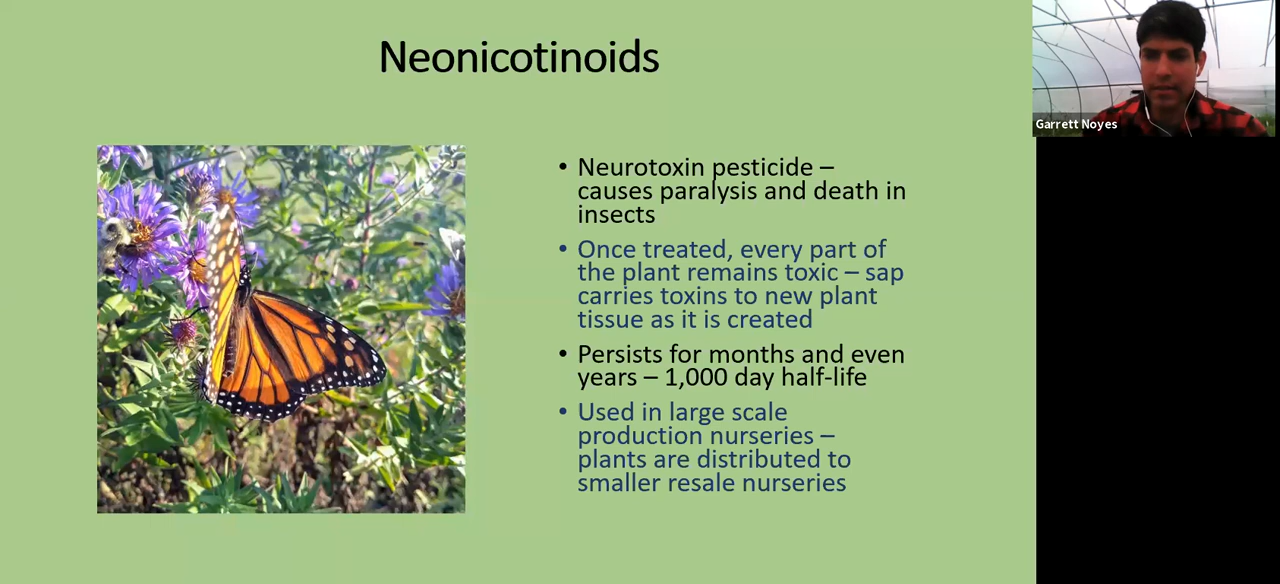 Neonicotinoids
Garrett Noyes
• Neurotoxin pesticide –
causes paralysis and death in
insects
• Once treated, every part of
the plant remains toxic – sap
carries toxins to new plant
tissue as it is created
• Persists for months and even
years – 1,000 day half-life
• Used in large scale
production nurseries –
plants are distributed to
smaller resale nurseries